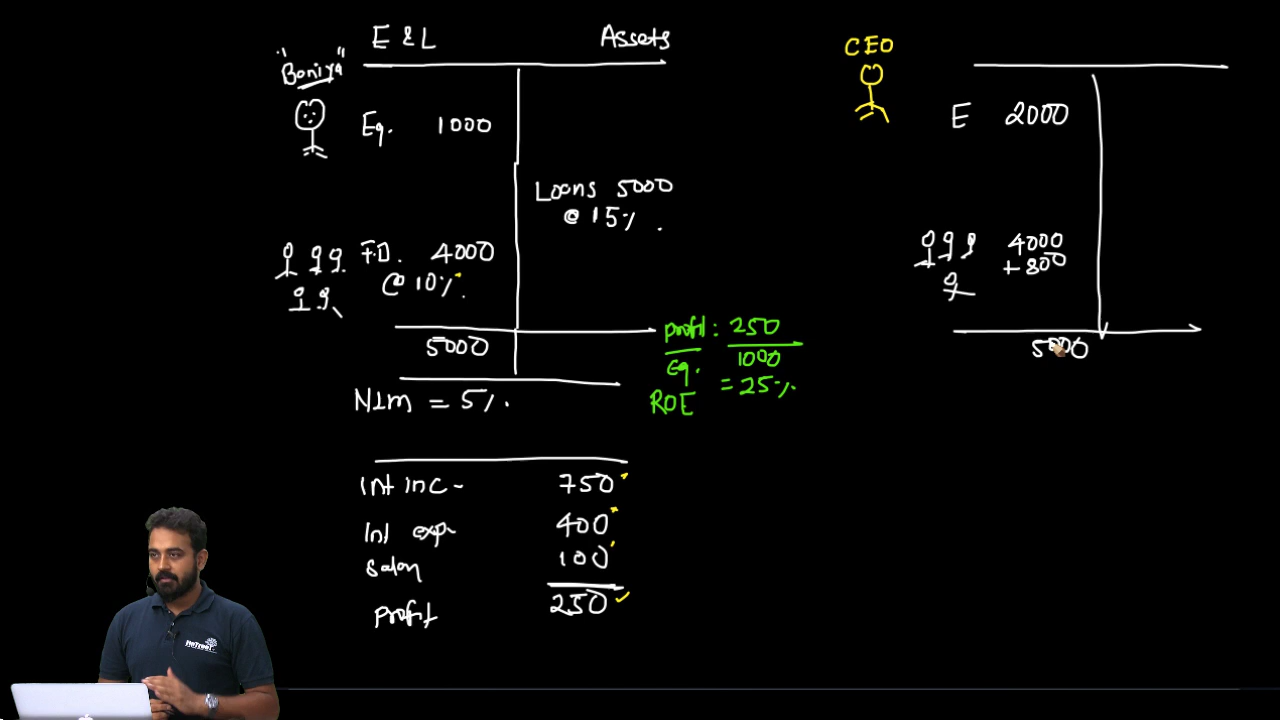 E & L Assets
"Baniya"
Eq. 1000
Loans 5000
@ 15%.
F.D. 4000
@ 10%.
5000
NIM = 5%.
profit : 250
Eq. 1000
ROE = 25%.
Int inc - 750
Int exp 400
Salary 100
profit 250
CEO
E 2000
4000
+ 800
5000